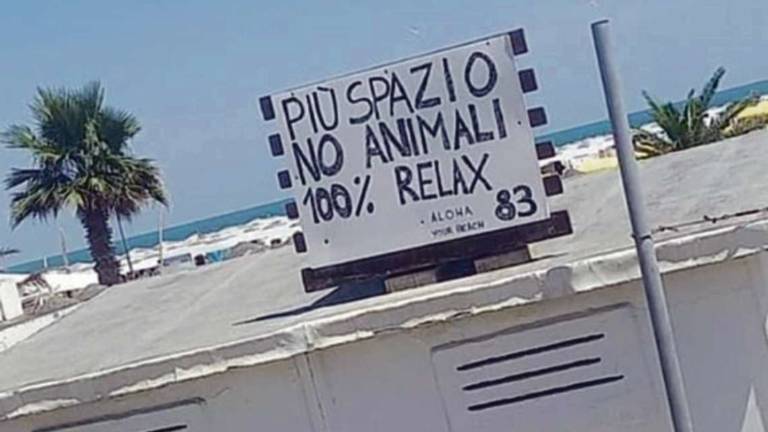 PIÙ SPAZIO
NO ANIMALI
100% RELAX
ALOHA 83
YOUR BEACH